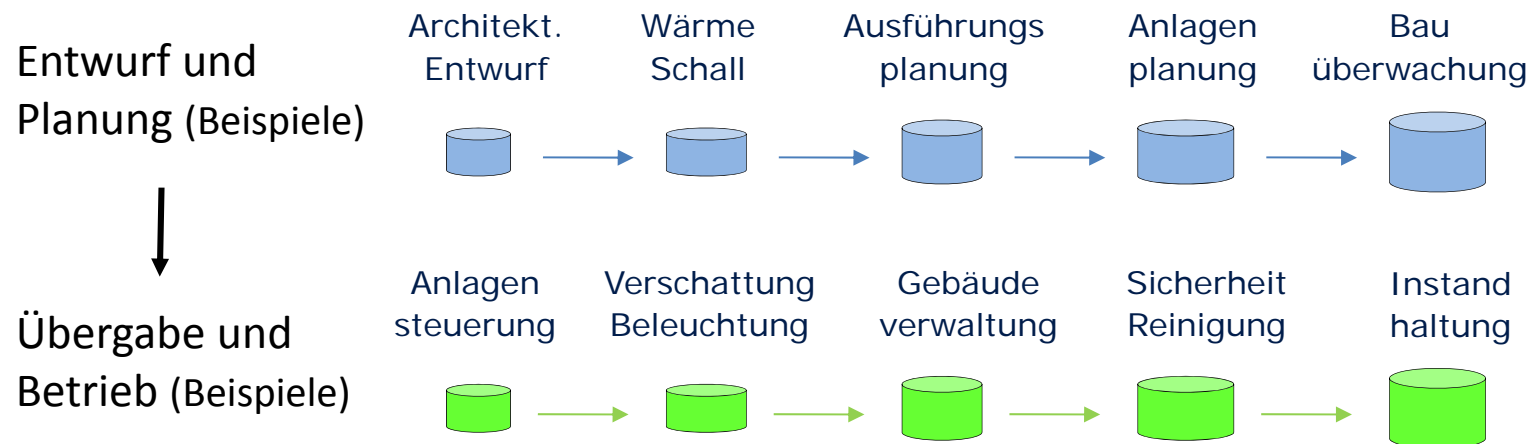 Entwurf und
Planung (Beispiele)
Architekt.
Entwurf
Wärme
Schall
Ausführungs
planung
Anlagen
planung
Bau
überwachung
Übergabe und
Betrieb (Beispiele)
Anlagen
steuerung
Verschattung
Beleuchtung
Gebäude
verwaltung
Sicherheit
Reinigung
Instand
haltung